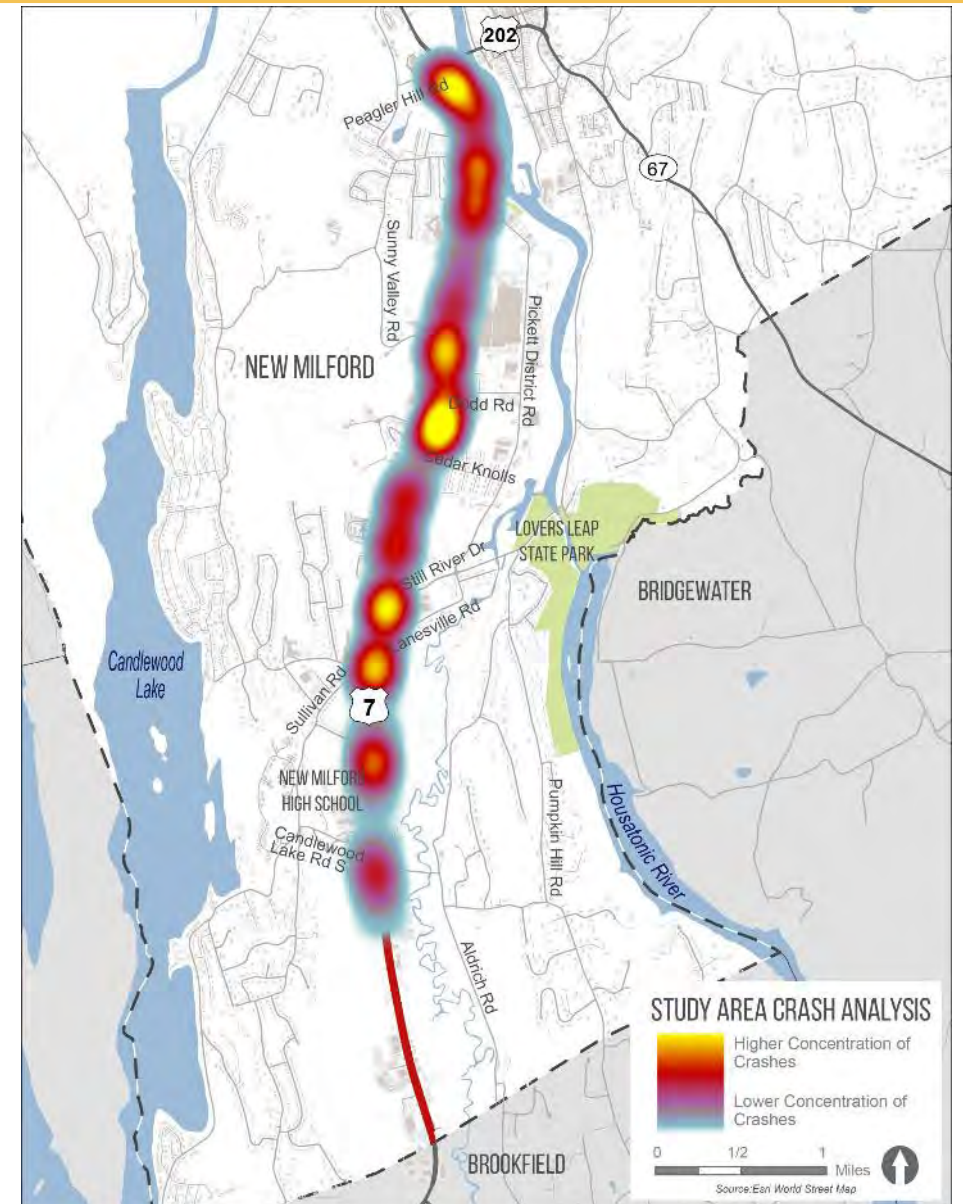 202
Peagler Hill Rd
67
Sunny Valley Rd
Pickett District Rd
NEW MILFORD
Dodd Rd
Cedar Knolls
LOVERS LEAP
STATE PARK
Still River Dr
BRIDGEWATER
Lanesville Rd
Candlewood
Lake
Sullivan Rd
7
NEW MILFORD
HIGH SCHOOL
Pumpkin Hill Rd
Housatonic River
Candlewood
Lake Rd S
Aldrich Rd
STUDY AREA CRASH ANALYSIS
Higher Concentration of
Crashes
Lower Concentration of
Crashes
0 1/2 1
Miles
Source:Esri World Street Map
BROOKFIELD